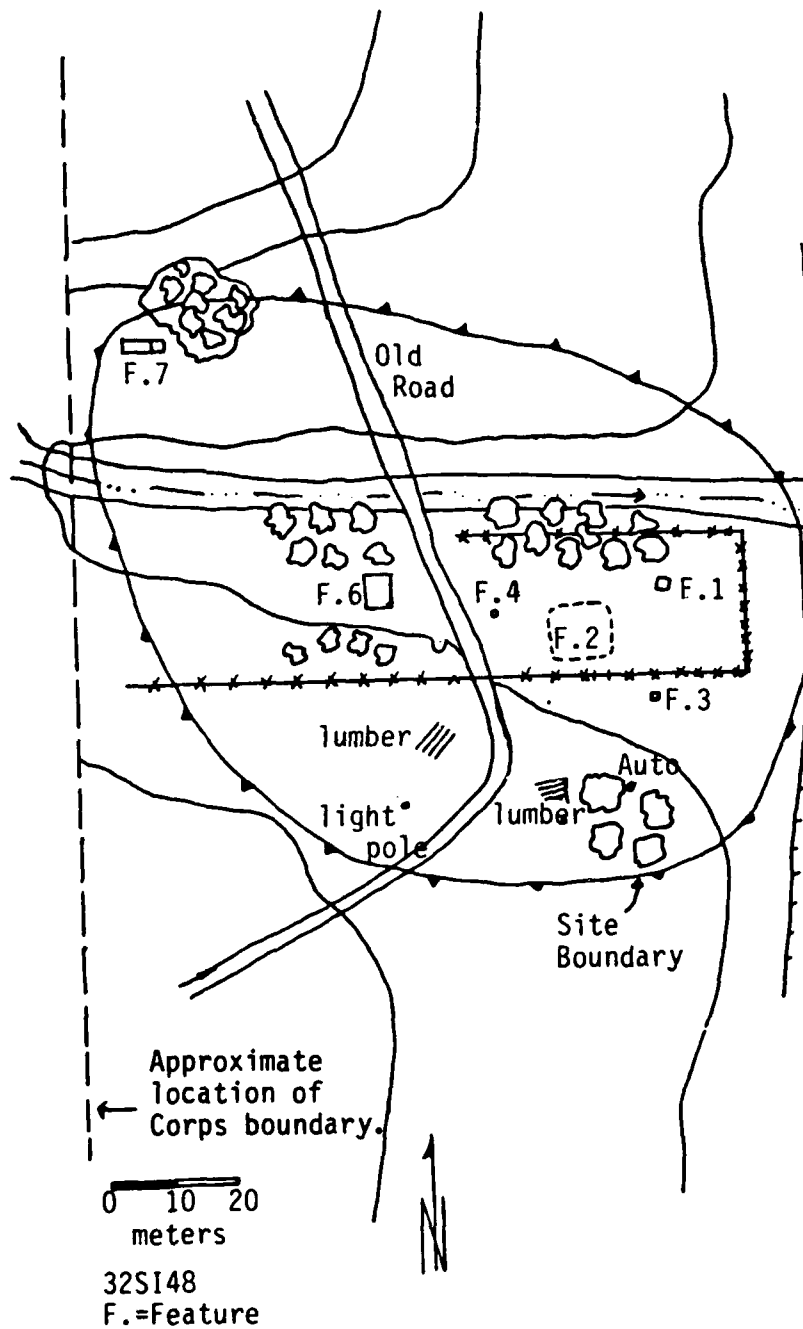 Old
Road
F.7
F.6
F.4
F.1
F.2
F.3
lumber
Auto
light
pole
lumber
Site
Boundary
Approximate
location of
Corps boundary.
0 10 20
meters
N
32SI48
F.=Feature